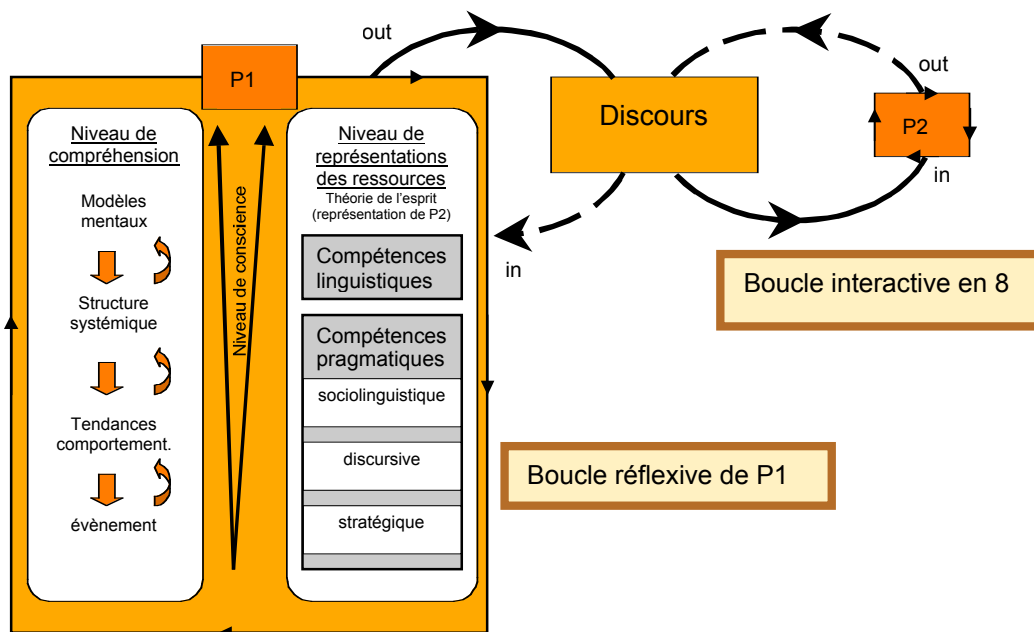 P1
out
Discours
out
P2
in
in
Niveau de
compréhension
Modèles
mentaux
Structure
systémique
Tendances
comportement.
évènement
Niveau de conscience
Niveau de
représentations
des ressources
Théorie de l'esprit
(représentation de P2)
Compétences
linguistiques
Compétences
pragmatiques
sociolinguistique
discursive
stratégique
Boucle interactive en 8
Boucle réflexive de P1